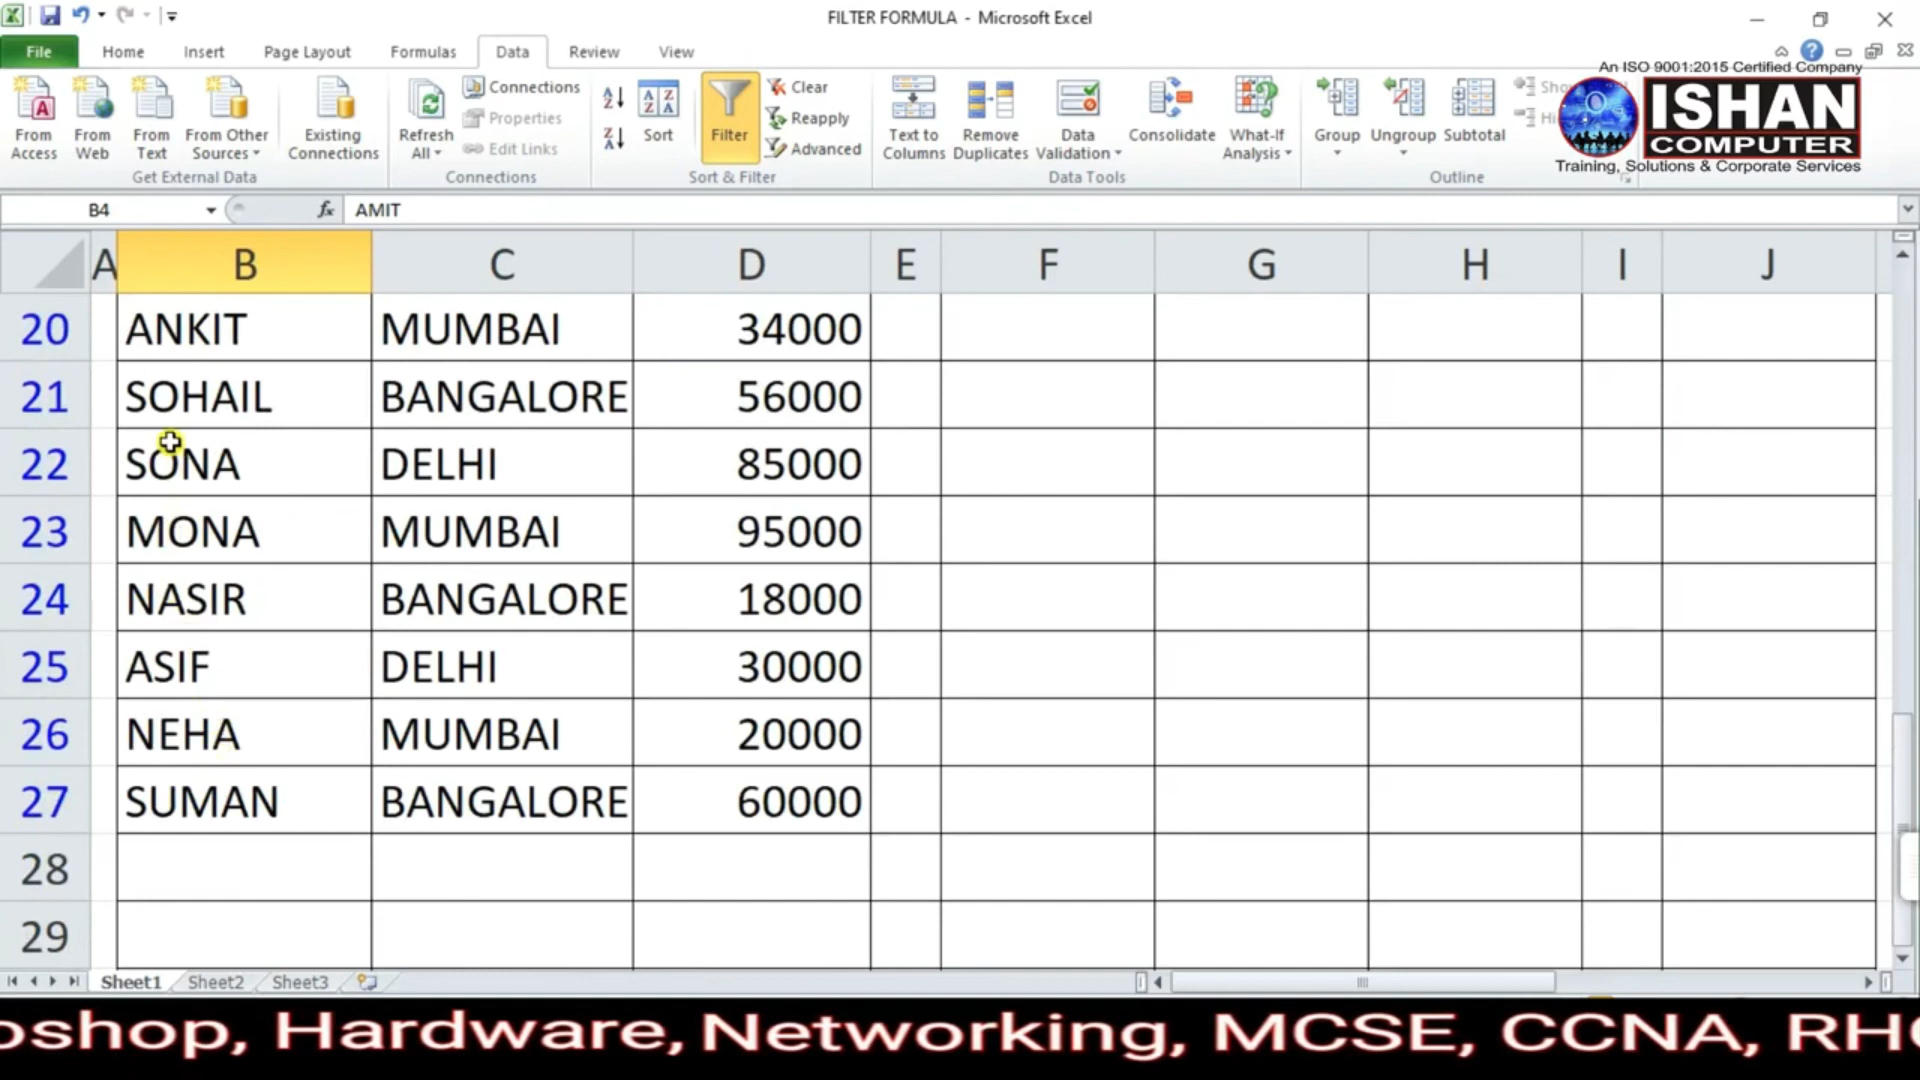 FILTER FORMULA - Microsoft Excel
File Home Insert Page Layout Formulas Data Review View
An ISO 9001:2015 Certified Company
ISHAN
COMPUTER
Training, Solutions & Corporate Services
From Access
From Web
From Text
From Other Sources
Existing Connections
Get External Data
Refresh All
Connections
Properties
Edit Links
Connections
Sort
Filter
Clear
Reapply
Advanced
Sort & Filter
Text to Columns
Remove Duplicates
Data Validation
Consolidate
What-If Analysis
Data Tools
Group
Ungroup
Subtotal
Outline
B4 fx AMIT
A B C D E F G H I J
20 ANKIT MUMBAI 34000
21 SOHAIL BANGALORE 56000
22 SONA DELHI 85000
23 MONA MUMBAI 95000
24 NASIR BANGALORE 18000
25 ASIF DELHI 30000
26 NEHA MUMBAI 20000
27 SUMAN BANGALORE 60000
28
29
Sheet1 Sheet2 Sheet3
oshop, Hardware, Networking, MCSE, CCNA, RHC